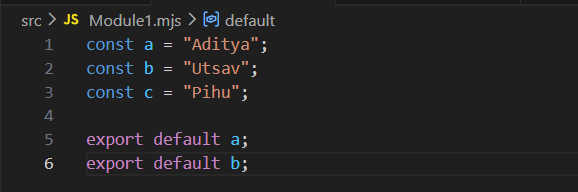 src > JS Module1.mjs > default
1 const a = "Aditya";
2 const b = "Utsav";
3 const c = "Pihu";
4
5 export default a;
6 export default b;